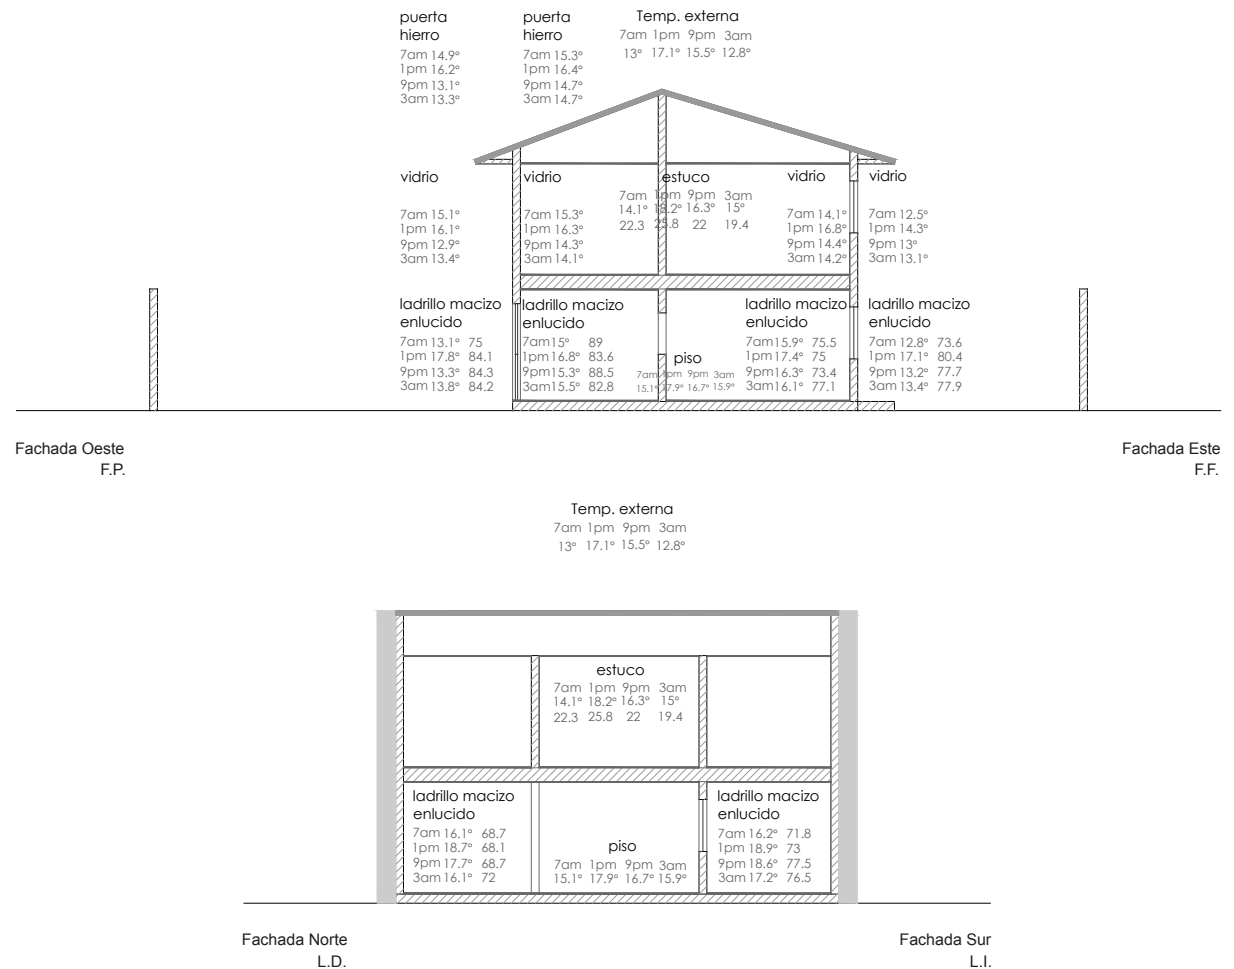 puerta
hierro
7am 14.9°
1pm 16.2°
9pm 13.1°
3am 13.3°
puerta
hierro
7am 15.3°
1pm 16.4°
9pm 14.7°
3am 14.7°
Temp. externa
7am 1pm 9pm 3am
13° 17.1° 15.5° 12.8°
vidrio
7am 15.1°
1pm 16.1°
9pm 12.9°
3am 13.4°
vidrio
7am 15.3°
1pm 16.3°
9pm 14.3°
3am 14.1°
estuco
7am 1pm 9pm 3am
14.1° 18.2° 16.3° 15°
22.3 25.8 22 19.4
vidrio
7am 14.1°
1pm 16.8°
9pm 14.4°
3am 14.2°
vidrio
7am 12.5°
1pm 14.3°
9pm 13°
3am 13.1°
ladrillo macizo
enlucido
7am 13.1° 75
1pm 17.8° 84.1
9pm 13.3° 84.3
3am 13.8° 84.2
ladrillo macizo
enlucido
7am 15° 89
1pm 16.8° 83.6
9pm 15.3° 88.5
3am 15.5° 82.8
piso
7am 1pm 9pm 3am
15.1° 17.9° 16.7° 15.9°
ladrillo macizo
enlucido
7am 15.9° 75.5
1pm 17.4° 75
9pm 16.3° 73.4
3am 16.1° 77.1
ladrillo macizo
enlucido
7am 12.8° 73.6
1pm 17.1° 80.4
9pm 13.2° 77.7
3am 13.4° 77.9
Fachada Oeste
F.P.
Fachada Este
F.F.
Temp. externa
7am 1pm 9pm 3am
13° 17.1° 15.5° 12.8°
estuco
7am 1pm 9pm 3am
14.1° 18.2° 16.3° 15°
22.3 25.8 22 19.4
ladrillo macizo
enlucido
7am 16.1° 68.7
1pm 18.7° 68.1
9pm 17.7° 68.7
3am 16.1° 72
piso
7am 1pm 9pm 3am
15.1° 17.9° 16.7° 15.9°
ladrillo macizo
enlucido
7am 16.2° 71.8
1pm 18.9° 73
9pm 18.6° 77.5
3am 17.2° 76.5
Fachada Norte
L.D.
Fachada Sur
L.I.